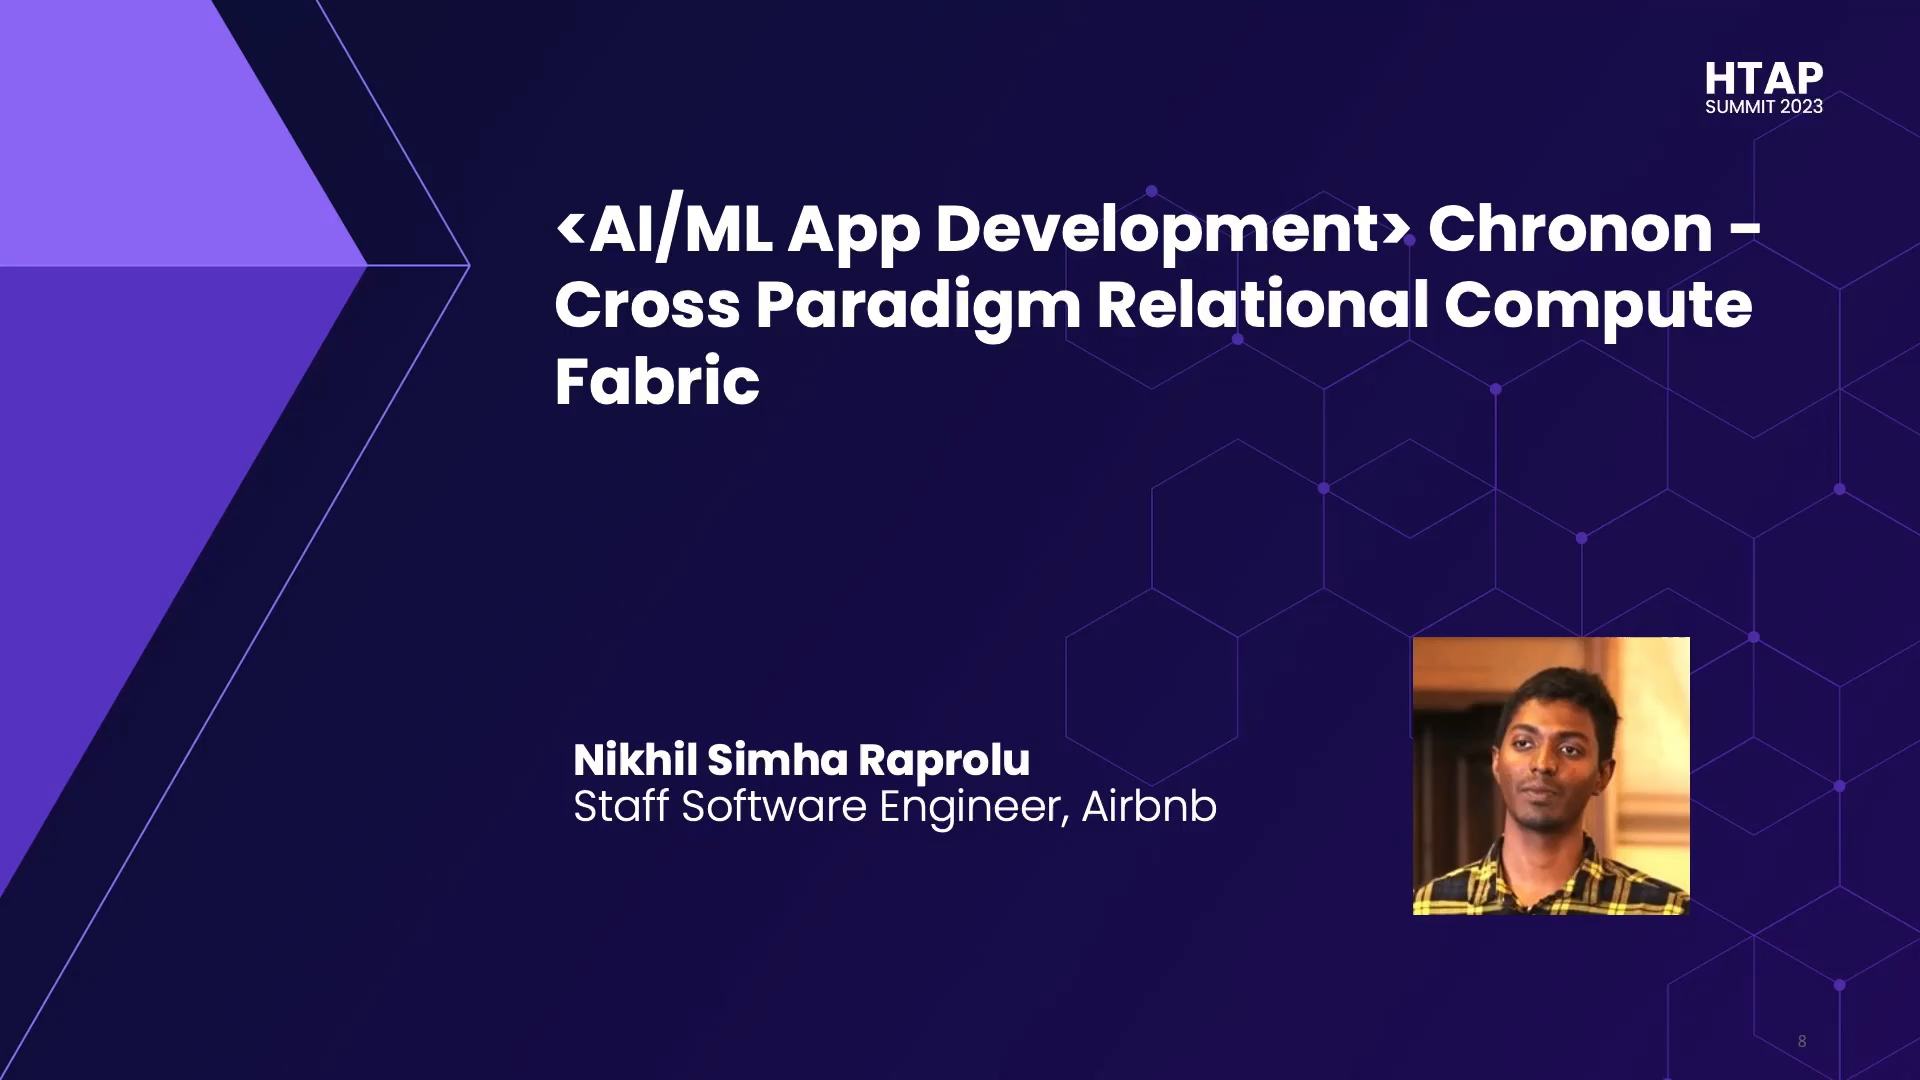 HTAP
SUMMIT 2023
<AI/ML App Development> Chronon –
Cross Paradigm Relational Compute
Fabric
Nikhil Simha Raprolu
Staff Software Engineer, Airbnb
8